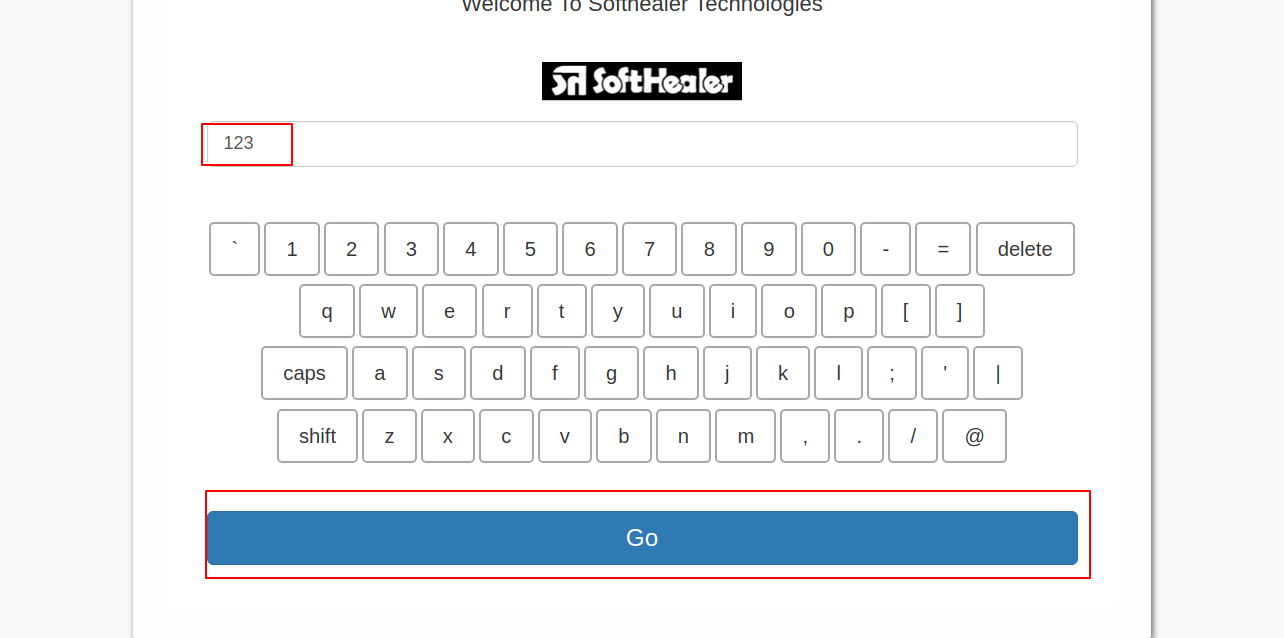 Welcome To Softhealer Technologies
SoftHealer
123
` 1 2 3 4 5 6 7 8 9 0 - = delete
q w e r t y u i o p [ ]
caps a s d f g h j k l ; ' |
shift z x c v b n m , . / @
Go